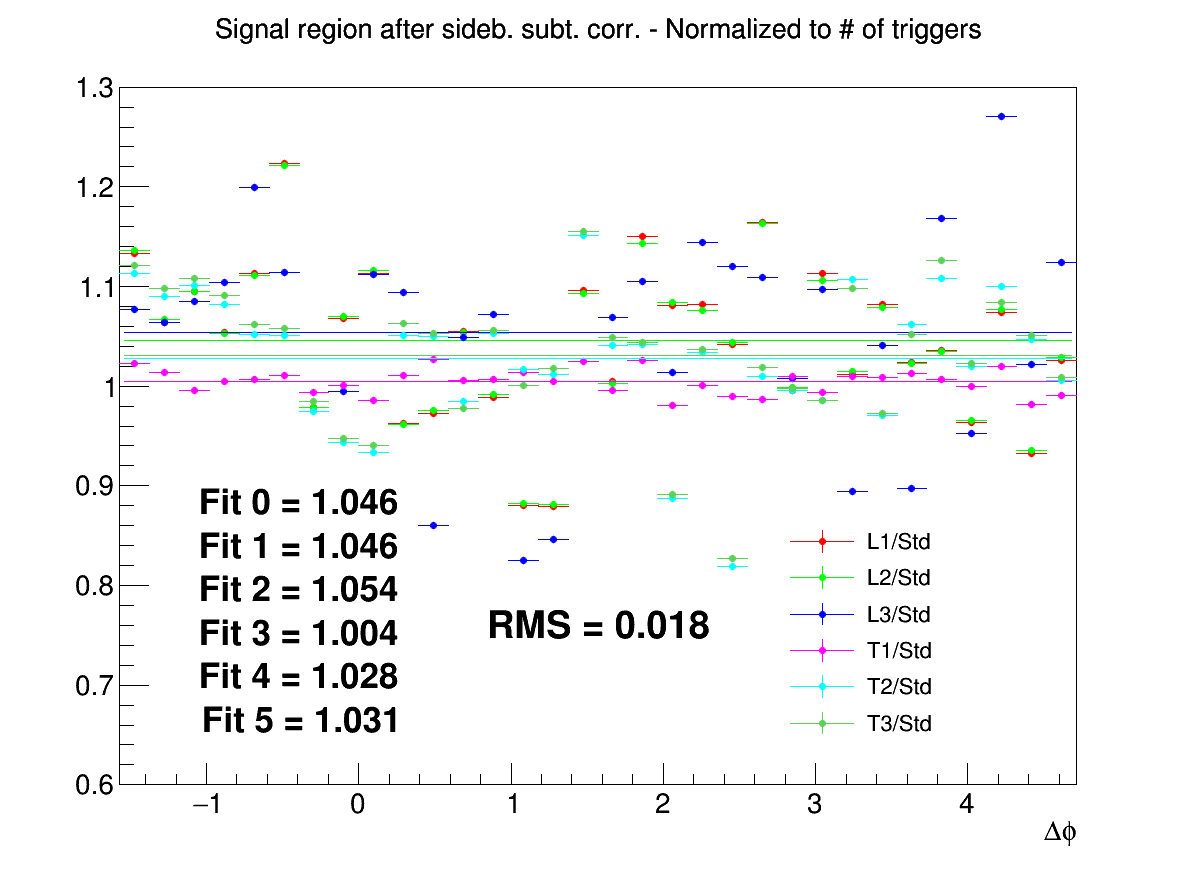 Signal region after sideb. subt. corr. - Normalized to # of triggers
1.3
1.2
1.1
1
0.9
0.8
0.7
0.6
Fit 0 = 1.046
Fit 1 = 1.046
Fit 2 = 1.054
Fit 3 = 1.004
Fit 4 = 1.028
Fit 5 = 1.031
RMS = 0.018
L1/Std
L2/Std
L3/Std
T1/Std
T2/Std
T3/Std
−1 0 1 2 3 4
Δϕ